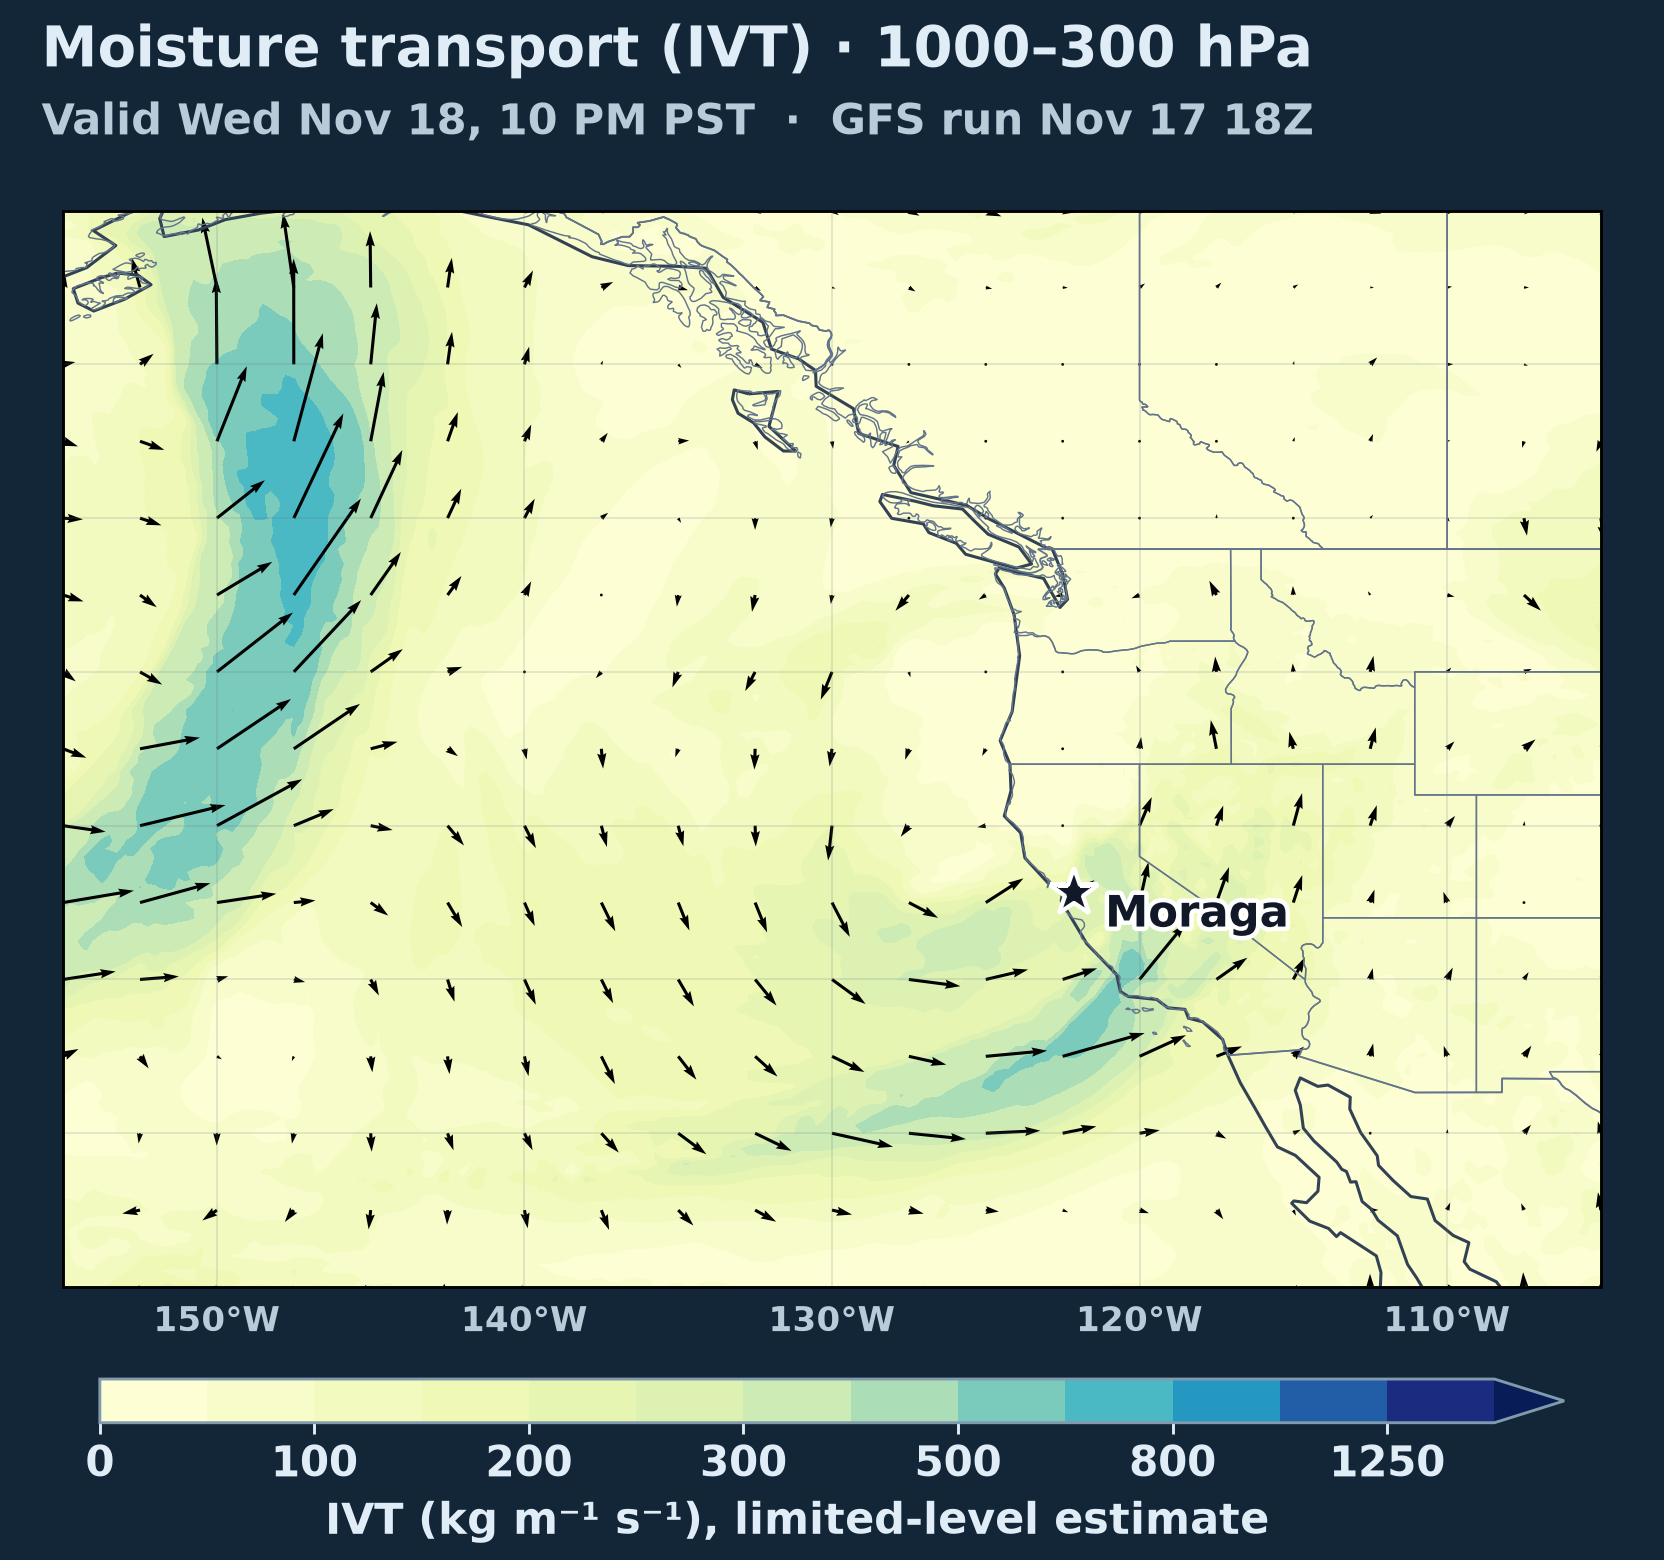 Moisture transport (IVT) · 1000–300 hPa
Valid Wed Nov 18, 10 PM PST · GFS run Nov 17 18Z
Moraga
150°W 140°W 130°W 120°W 110°W
0 100 200 300 500 800 1250
IVT (kg m⁻¹ s⁻¹), limited-level estimate